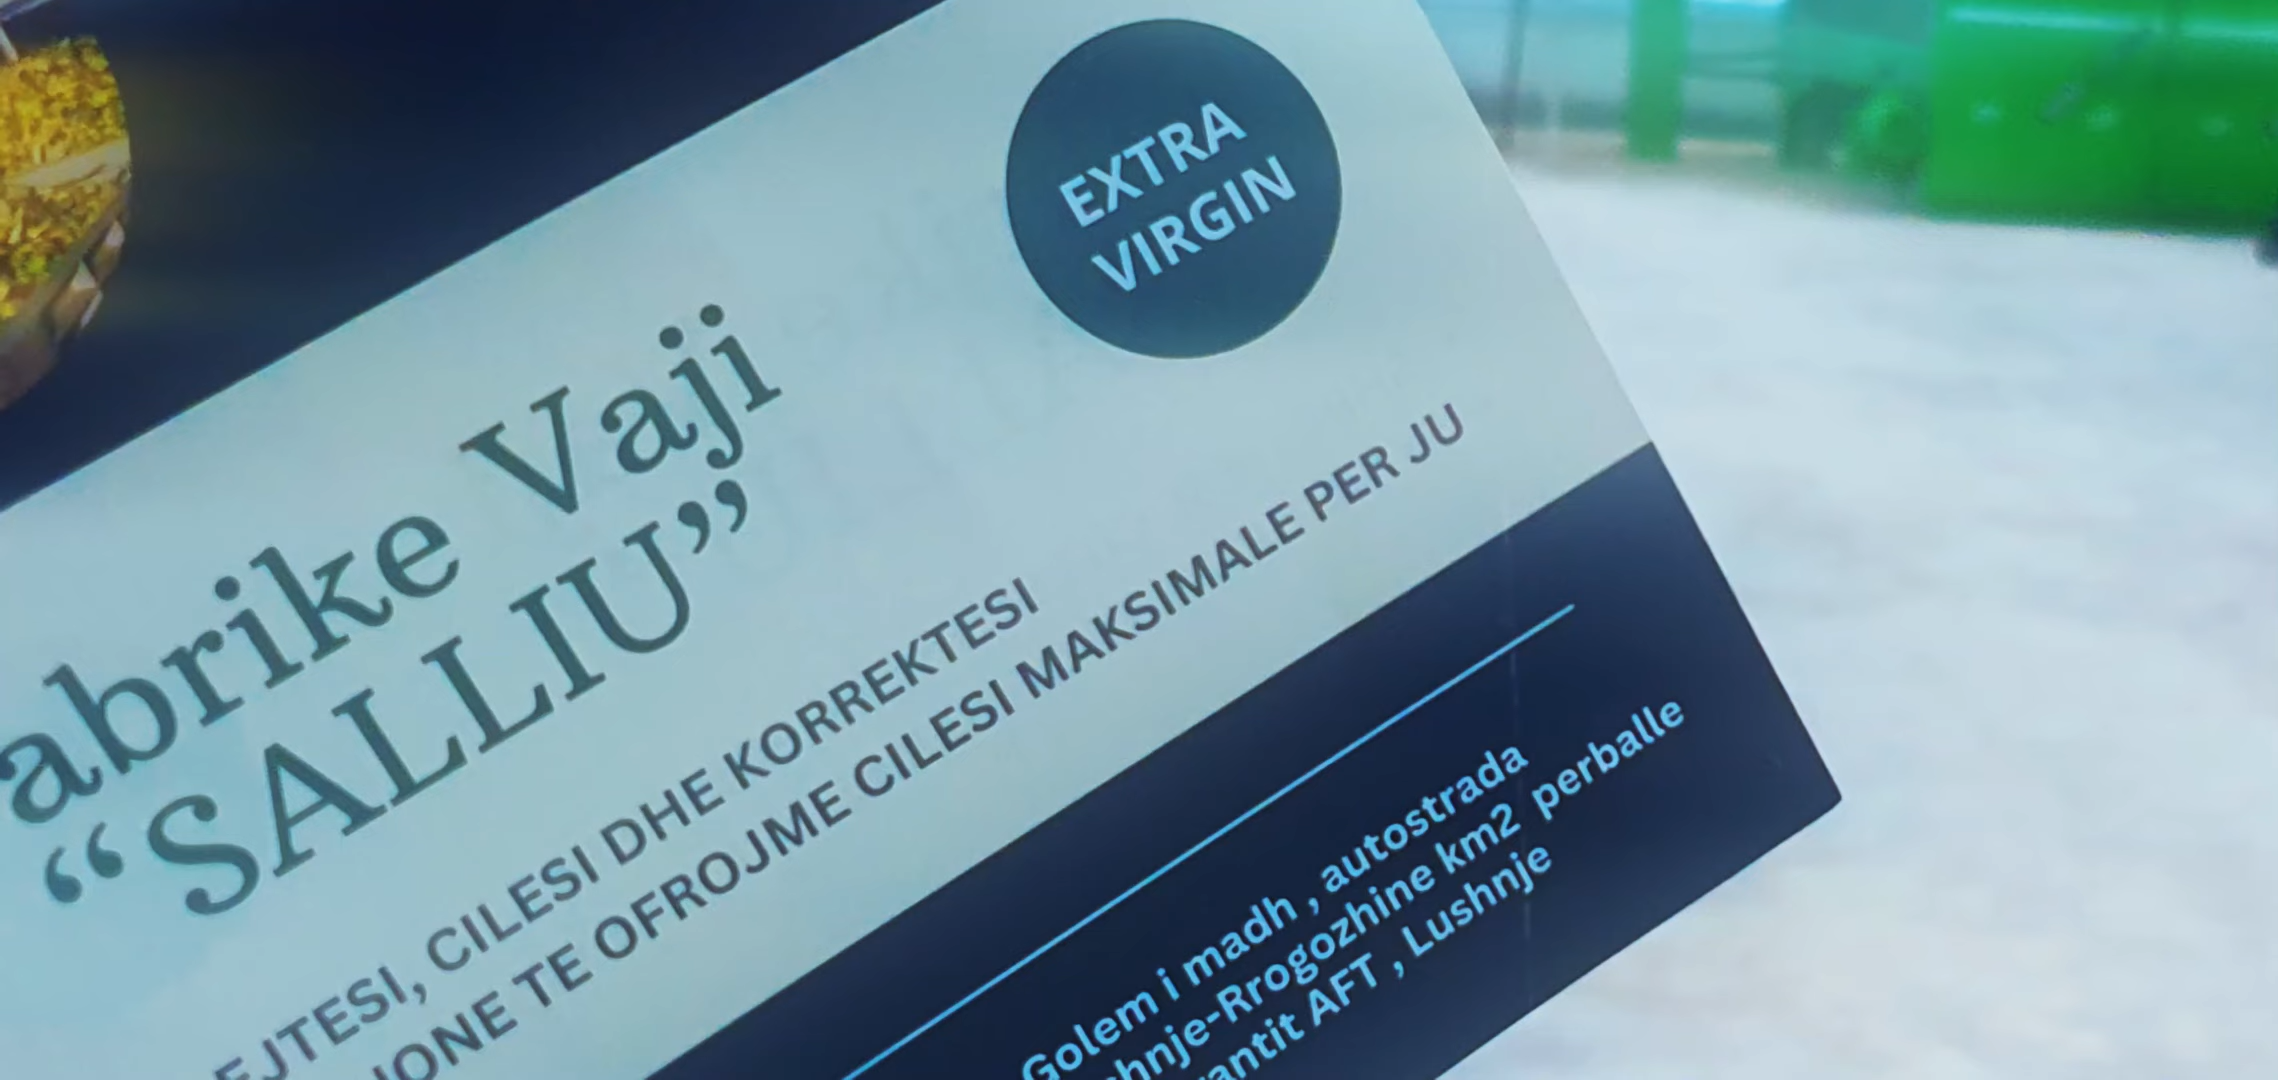 EXTRA
VIRGIN
abrike Vaji
“SALLIU”
EJTESI, CILESI DHE KORREKTESI
JONE TE OFROJME CILESI MAKSIMALE PER JU
Golem i madh , autostrada
hnje-Rrogozhine km2 perballe
antit AFT , Lushnje